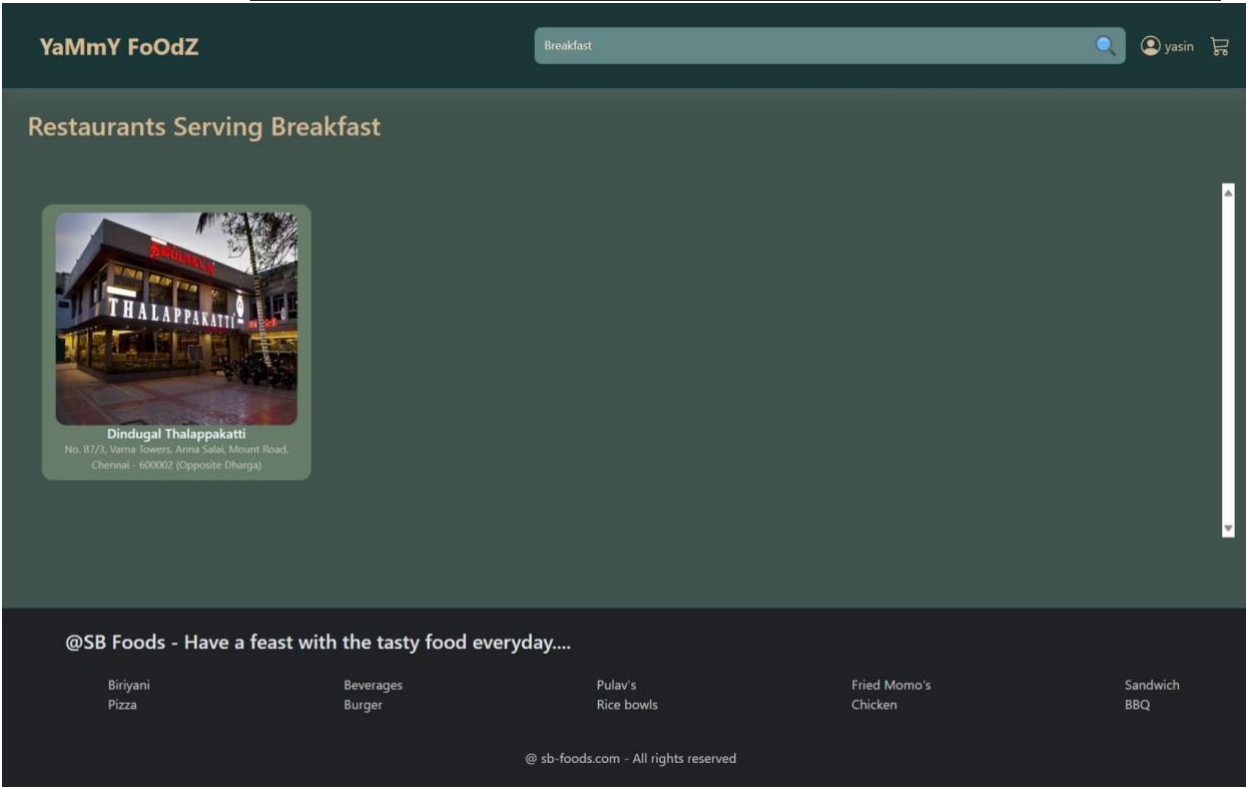 YaMmY FoOdZ
Breakfast
yasin
Restaurants Serving Breakfast
THALAPPAKATTI
Dindugal Thalappakatti
No. 87/3, Varna Towers, Anna Salai, Mount Road,
Chennai - 600002 (Opposite Dharga)
@SB Foods - Have a feast with the tasty food everyday....
Biriyani
Beverages
Pulav's
Fried Momo's
Sandwich
Pizza
Burger
Rice bowls
Chicken
BBQ
@ sb-foods.com - All rights reserved